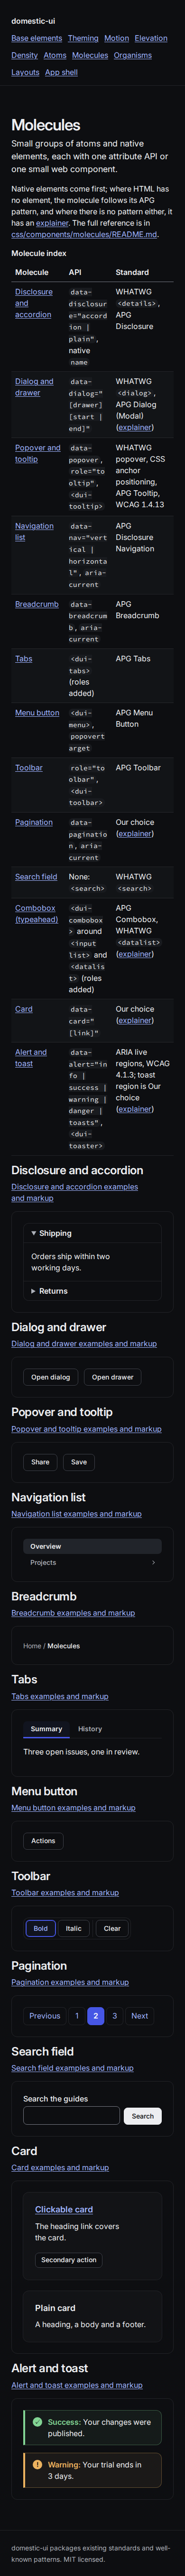 domestic-ui
Base elements Theming Motion Elevation
Density Atoms Molecules Organisms
Layouts App shell
Molecules
Small groups of atoms and native
elements, each with one attribute API or
one small web component.
Native elements come first; where HTML has
no element, the molecule follows its APG
pattern, and where there is no pattern either, it
has an explainer. The full reference is in
css/components/molecules/README.md.
Molecule index
Molecule API Standard
Disclosure data- WHATWG
and disclosur <details>,
accordion e="accord APG
ion | Disclosure
plain",
native
name
Dialog and data- WHATWG
drawer dialog=" <dialog>,
[drawer] APG Dialog
[start | (Modal)
end]" (explainer)
Popover and data- WHATWG
tooltip popover, popover, CSS
role="to anchor
oltip", positioning,
<dui- APG Tooltip,
tooltip> WCAG 1.4.13
Navigation data- APG
list nav="vert Disclosure
ical | Navigation
horizonta
l", aria-
current
Breadcrumb data- APG
breadcrum Breadcrumb
b, aria-
current
Tabs <dui- APG Tabs
tabs>
(roles
added)
Menu button <dui- APG Menu
menu>, Button
popovert
arget
Toolbar role="to APG Toolbar
olbar",
<dui-
toolbar>
Pagination data- Our choice
paginatio (explainer)
n, aria-
current
Search field None: WHATWG
<search> <search>
Combobox <dui- APG
(typeahead) combobox Combobox,
> around WHATWG
<input <datalist>
list> and (explainer)
<datalis
t> (roles
added)
Card data- Our choice
card=" (explainer)
[link]"
Alert and data- ARIA live
toast alert="inf regions, WCAG
o | 4.1.3; toast
success | region is Our
warning | choice
danger | (explainer)
toasts",
<dui-
toaster>
Disclosure and accordion
Disclosure and accordion examples
and markup
Shipping
Orders ship within two
working days.
Returns
Dialog and drawer
Dialog and drawer examples and markup
Open dialog Open drawer
Popover and tooltip
Popover and tooltip examples and markup
Share Save
Navigation list
Navigation list examples and markup
Overview
Projects
Breadcrumb
Breadcrumb examples and markup
Home / Molecules
Tabs
Tabs examples and markup
Summary History
Three open issues, one in review.
Menu button
Menu button examples and markup
Actions
Toolbar
Toolbar examples and markup
Bold Italic Clear
Pagination
Pagination examples and markup
Previous 1 2 3 Next
Search field
Search field examples and markup
Search the guides
Search
Card
Card examples and markup
Clickable card
The heading link covers
the card.
Secondary action
Plain card
A heading, a body and a footer.
Alert and toast
Alert and toast examples and markup
Success: Your changes were
published.
Warning: Your trial ends in
3 days.
domestic-ui packages existing standards and well-
known patterns. MIT licensed.